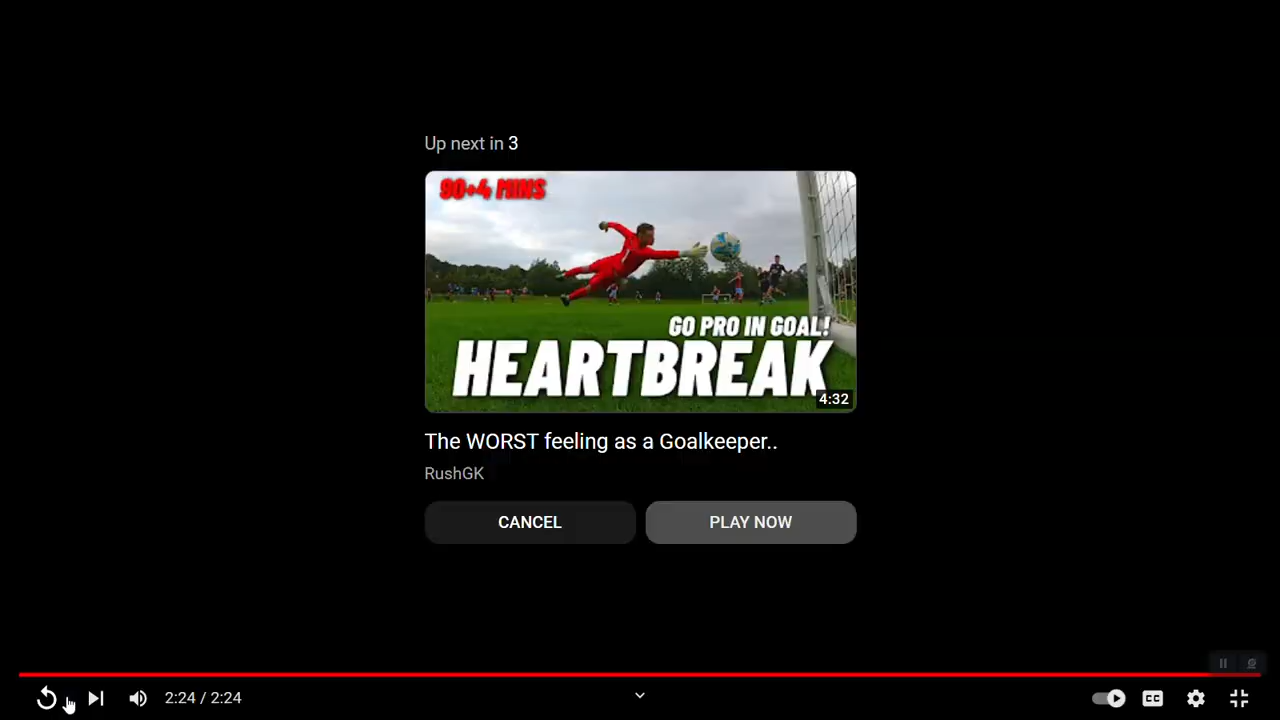 Up next in 3
90+4 MINS
GO PRO IN GOAL!
HEARTBREAK
4:32
The WORST feeling as a Goalkeeper..
RushGK
CANCEL
PLAY NOW
2:24 / 2:24
CC